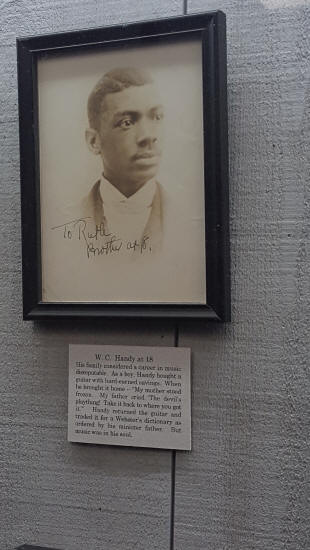 To Ruth
Brother at 18.
W. C. Handy at 18
His family considered a career in music
disreputable. As a boy, Handy bought a
guitar with hard-earned savings. When
he brought it home – "My mother stood
frozen. My father cried, 'The devil's
plaything! Take it back to where you got
it.'" Handy returned the guitar and
traded it for a Webster's dictionary as
ordered by his minister father. But
music was in his soul.